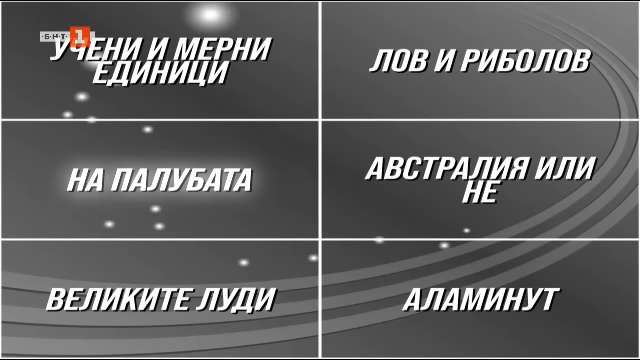 БНТ 1
УЧЕНИ И МЕРНИ
ЕДИНИЦИ
ЛОВ И РИБОЛОВ
НА ПАЛУБАТА
АВСТРАЛИЯ ИЛИ
НЕ
ВЕЛИКИТЕ ЛУДИ
АЛАМИНУТ